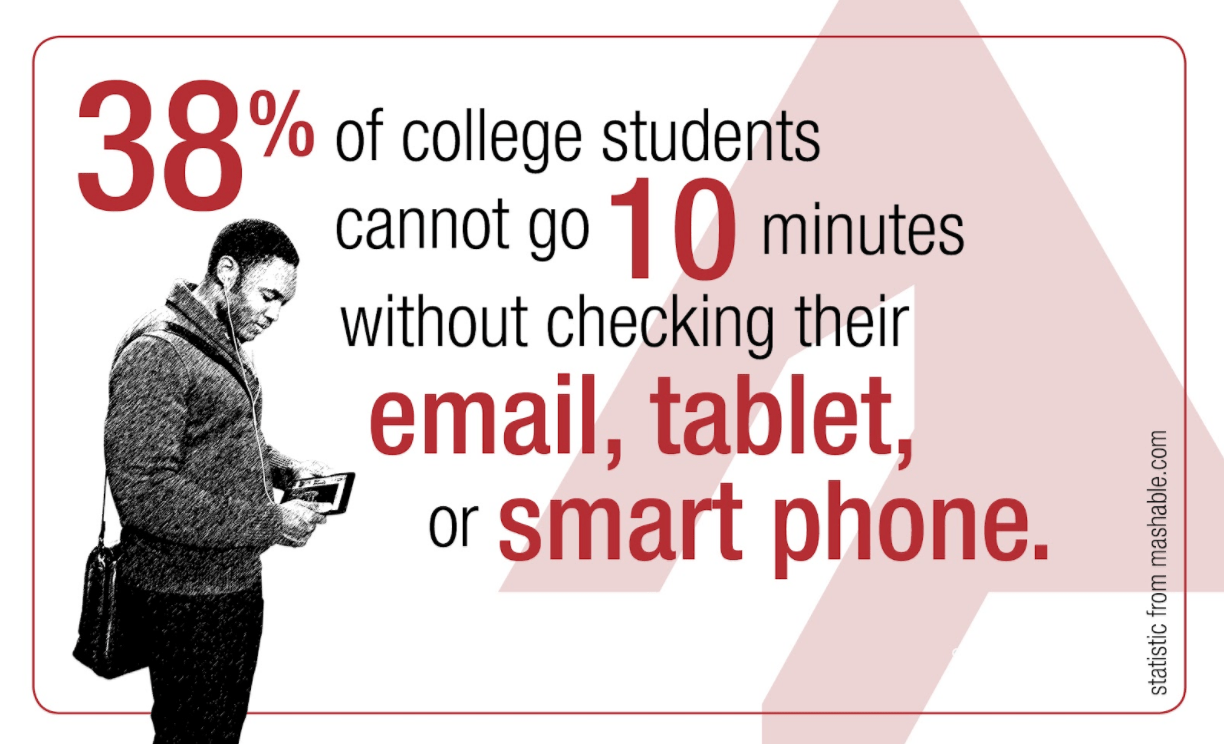 38% of college students
cannot go 10 minutes
without checking their
email, tablet,
or smart phone.
statistic from mashable.com